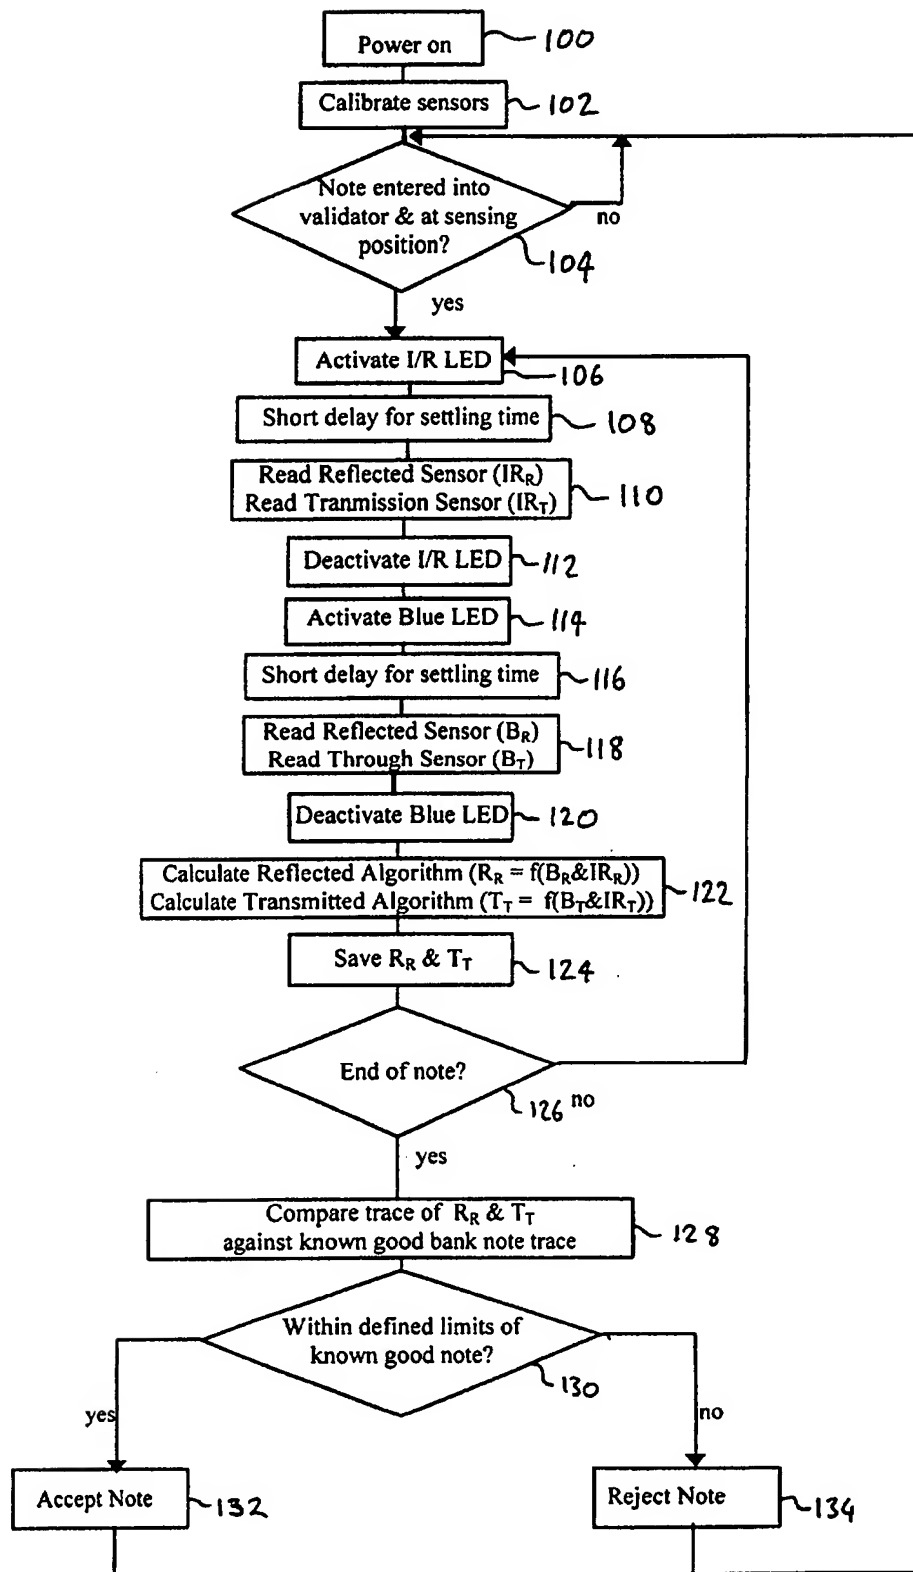 Power on
100
Calibrate sensors
102
Note entered into
validator & at sensing
position?
no
104
yes
Activate I/R LED
106
Short delay for settling time
108
Read Reflected Sensor (IR_R)
Read Tranmission Sensor (IR_T)
110
Deactivate I/R LED
112
Activate Blue LED
114
Short delay for settling time
116
Read Reflected Sensor (B_R)
Read Through Sensor (B_T)
118
Deactivate Blue LED
120
Calculate Reflected Algorithm (R_R = f(B_R&IR_R))
Calculate Transmitted Algorithm (T_T = f(B_T&IR_T))
122
Save R_R & T_T
124
End of note?
126
no
yes
Compare trace of R_R & T_T
against known good bank note trace
128
Within defined limits of
known good note?
130
yes
no
Accept Note
132
Reject Note
134